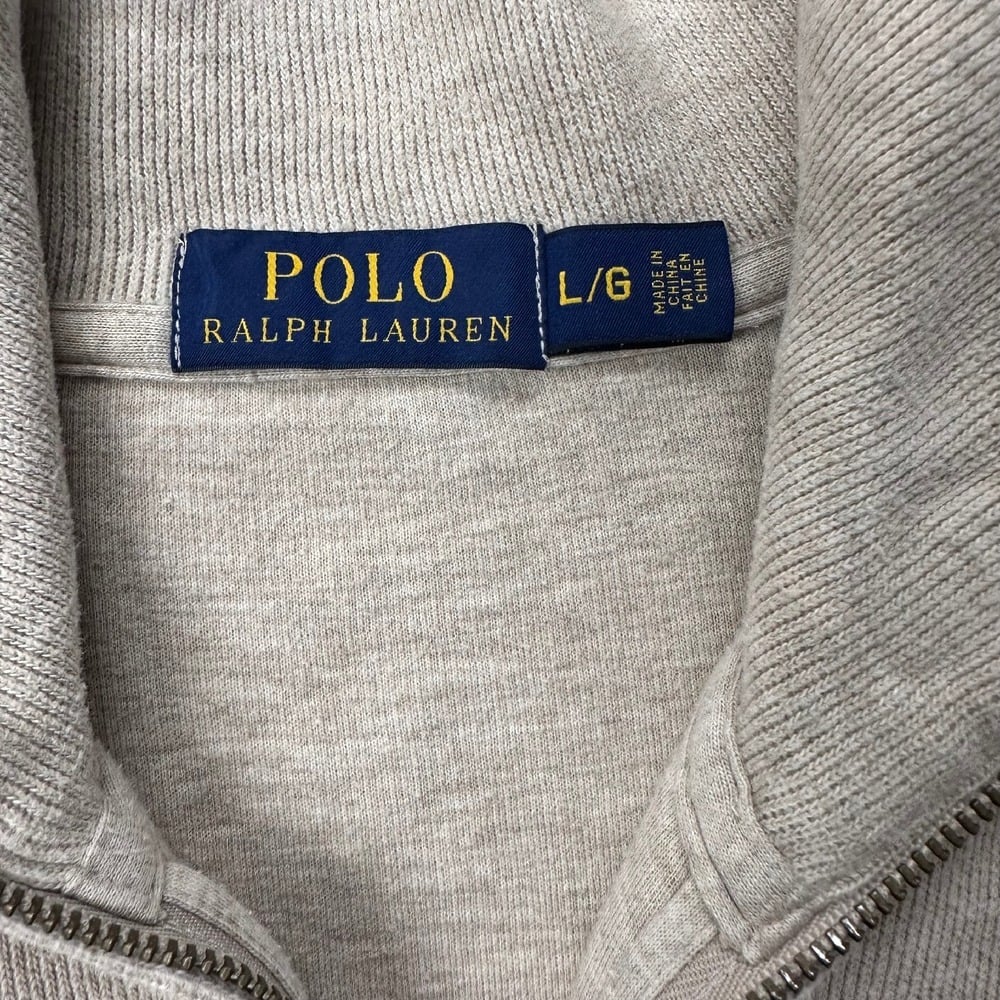 POLO
RALPH LAUREN
L/G
MADE IN
CHINA
FAIT EN
CHINE